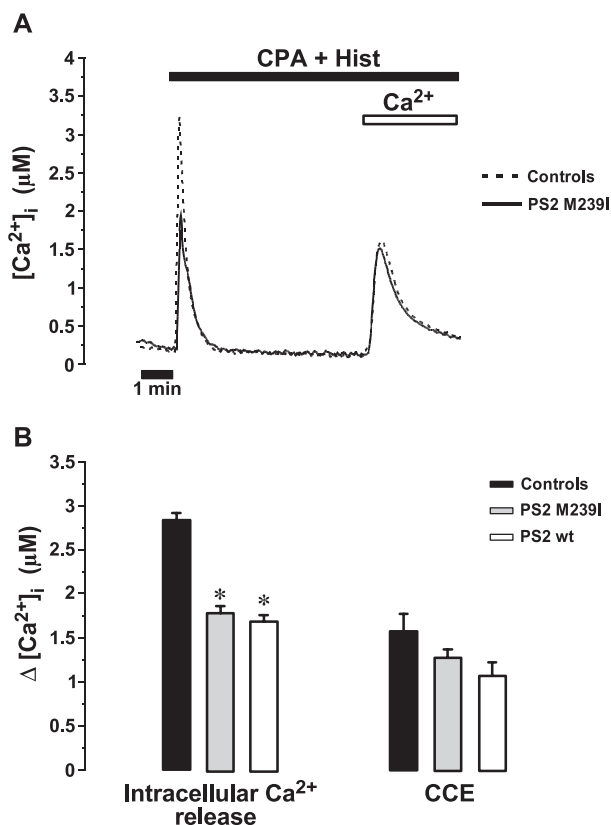 A
CPA + Hist
Ca²⁺
4
3.5
3
2.5
2
1.5
1
0.5
0
[Ca²⁺]i (μM)
Controls
PS2 M239I
1 min
B
3.5
3
2.5
2
1.5
1
0.5
0
Δ [Ca²⁺]i (μM)
Controls
PS2 M239I
PS2 wt
* *
Intracellular Ca²⁺
release
CCE